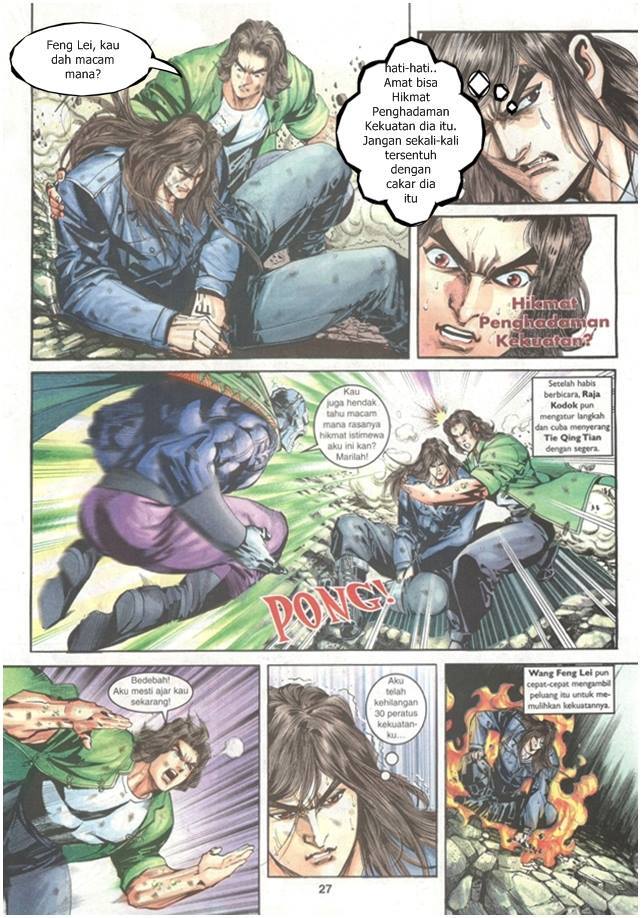 Feng Lei, kau
dah macam
mana?
hati-hati..
Amat bisa
Hikmat
Penghadaman
Kekuatan dia itu.
Jangan sekali-kali
tersentuh
dengan
cakar dia
itu
Hikmat
Penghadaman
Kekuatan?
Kau
juga hendak
tahu macam
mana rasanya
hikmat istimewa
aku ini kan?
Marilah!
Setelah habis
berbicara, Raja
Kodok pun
mengatur langkah
dan cuba menyerang
Tie Qing Tian
dengan segera.
PONG!
Bedebah!
Aku mesti ajar kau
sekarang!
Aku
telah
kehilangan
30 peratus
kekuatan-
ku...
Wang Feng Lei pun
cepat-cepat mengambil
peluang itu untuk me-
mulihkan kekuatannya.
27